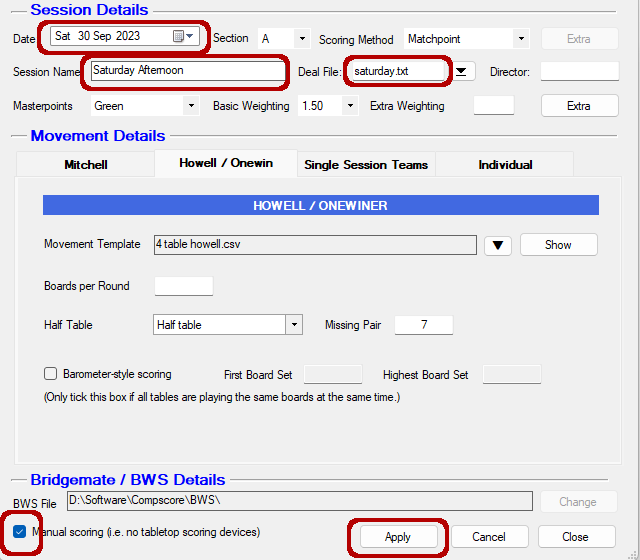 Session Details
Date Sat 30 Sep 2023 Section A Scoring Method Matchpoint Extra
Session Name Saturday Afternoon Deal File: saturday.txt Director:
Masterpoints Green Basic Weighting 1.50 Extra Weighting Extra
Movement Details
Mitchell Howell / Onewin Single Session Teams Individual
HOWELL / ONEWINER
Movement Template 4 table howell.csv Show
Boards per Round
Half Table Half table Missing Pair 7
Barometer-style scoring First Board Set Highest Board Set
(Only tick this box if all tables are playing the same boards at the same time.)
Bridgemate / BWS Details
BWS File D:\Software\Compscore\BWS\ Change
Manual scoring (i.e. no tabletop scoring devices) Apply Cancel Close